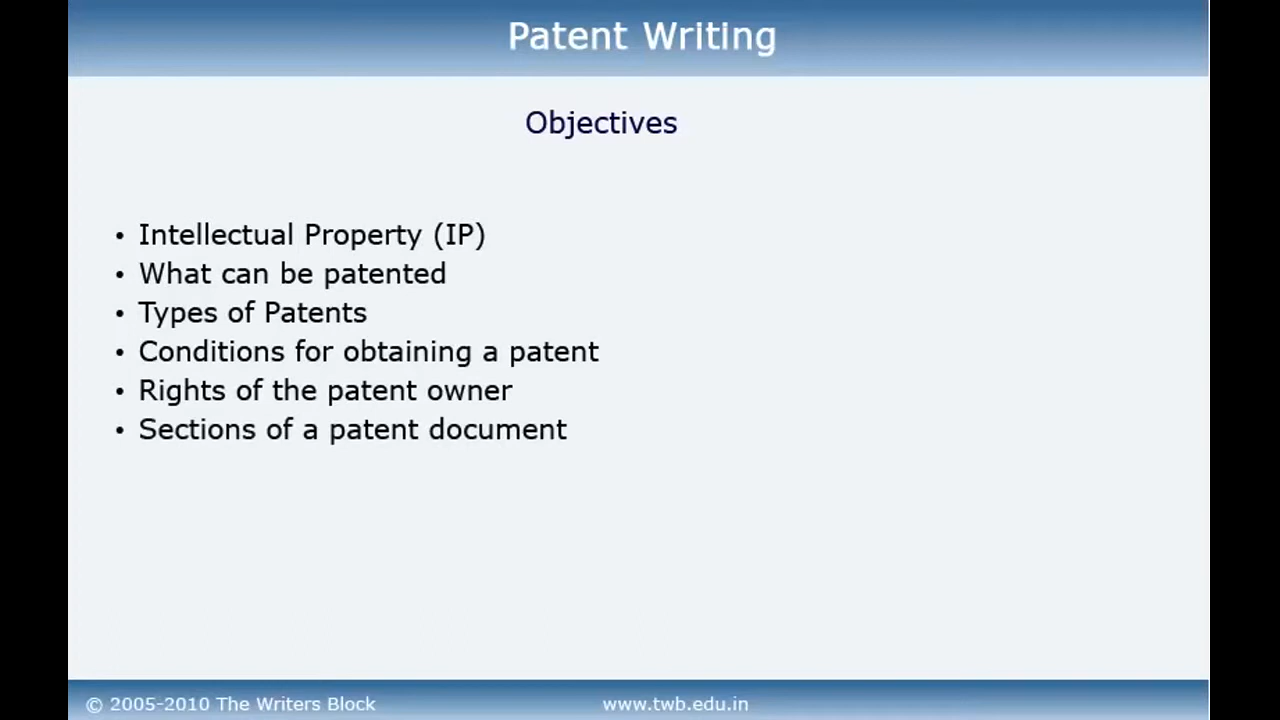 Patent Writing
Objectives
• Intellectual Property (IP)
• What can be patented
• Types of Patents
• Conditions for obtaining a patent
• Rights of the patent owner
• Sections of a patent document
© 2005-2010 The Writers Block www.twb.edu.in